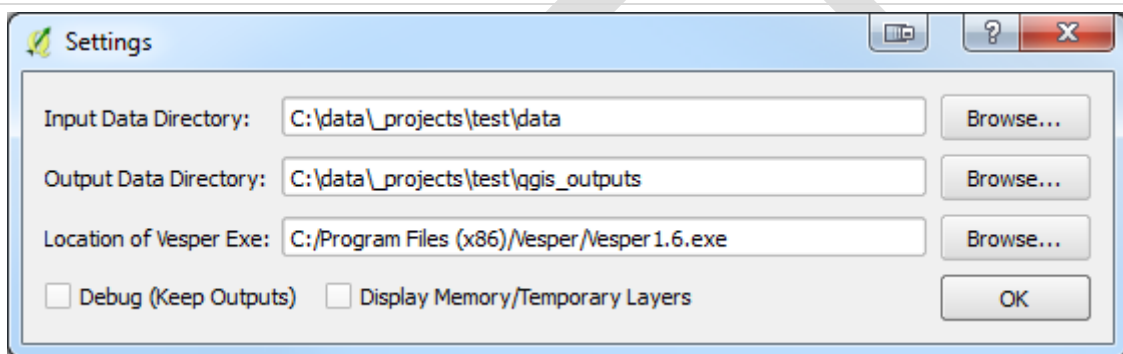 Settings
Input Data Directory: C:\data\_projects\test\data Browse...
Output Data Directory: C:\data\_projects\test\qgis_outputs Browse...
Location of Vesper Exe: C:/Program Files (x86)/Vesper/Vesper1.6.exe Browse...
Debug (Keep Outputs) Display Memory/Temporary Layers OK